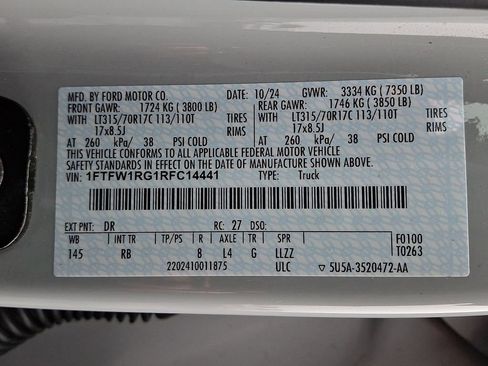 MFD. BY FORD MOTOR CO. 10/24 GVWR: 3334 KG ( 7350 LB)
FRONT GAWR: 1724 KG ( 3800 LB) REAR GAWR: 1746 KG ( 3850 LB)
WITH LT315/70R17C 113/110T TIRES WITH LT315/70R17C 113/110T TIRES
17x8.5J RIMS 17x8.5J RIMS
AT 260 kPa/ 38 PSI COLD AT 260 kPa/ 38 PSI COLD
THIS VEHICLE CONFORMS TO ALL APPLICABLE FEDERAL MOTOR VEHICLE
SAFETY STANDARDS IN EFFECT ON THE DATE OF MANUFACTURE SHOWN ABOVE.
VIN: 1FTFW1RG1RFC14441 TYPE: Truck
EXT PNT: DR RC: 27 DSO: F0100
WB INT TR TP/PS R AXLE TR SPR T0263
145 RB 8 L4 G LLZZ
2202410011875 ULC 5U5A-3520472-AA